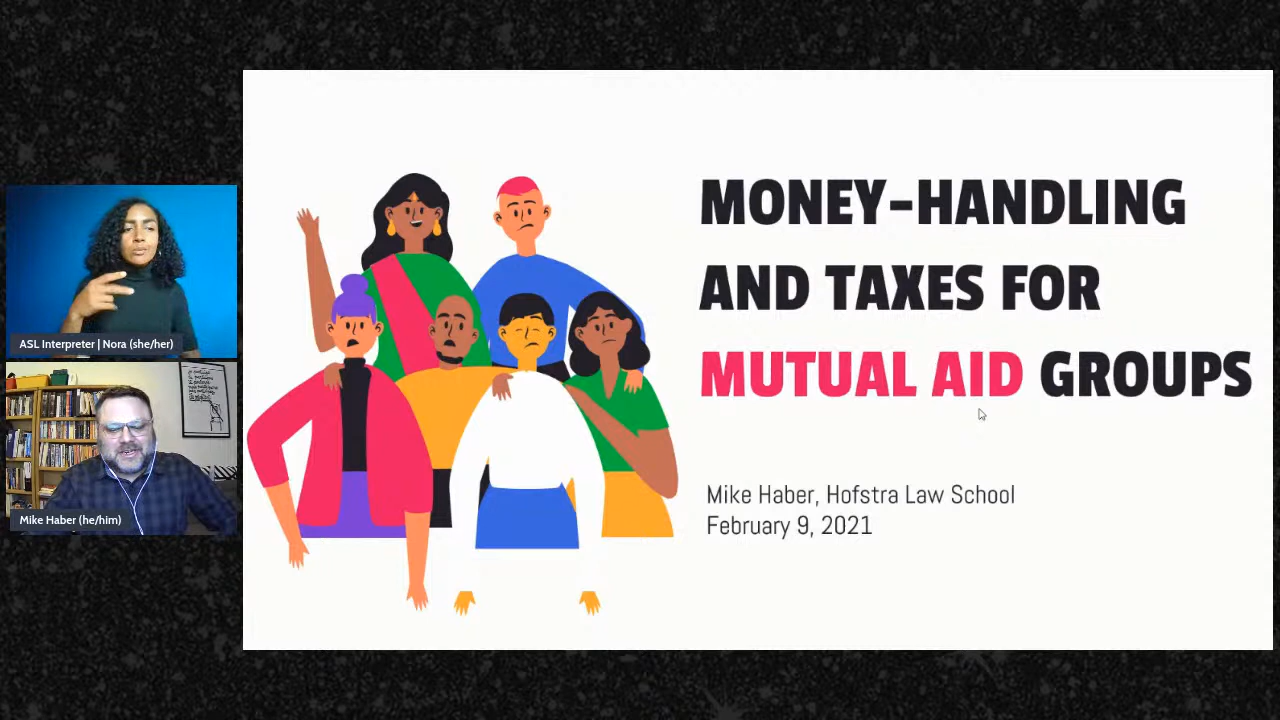 MONEY-HANDLING
AND TAXES FOR
MUTUAL AID GROUPS
Mike Haber, Hofstra Law School
February 9, 2021
ASL Interpreter | Nora (she/her)
Mike Haber (he/him)